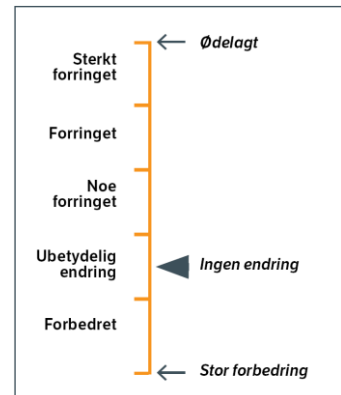 Ødelagt
Sterkt
forringet
Forringet
Noe
forringet
Ubetydelig
endring
Ingen endring
Forbedret
Stor forbedring